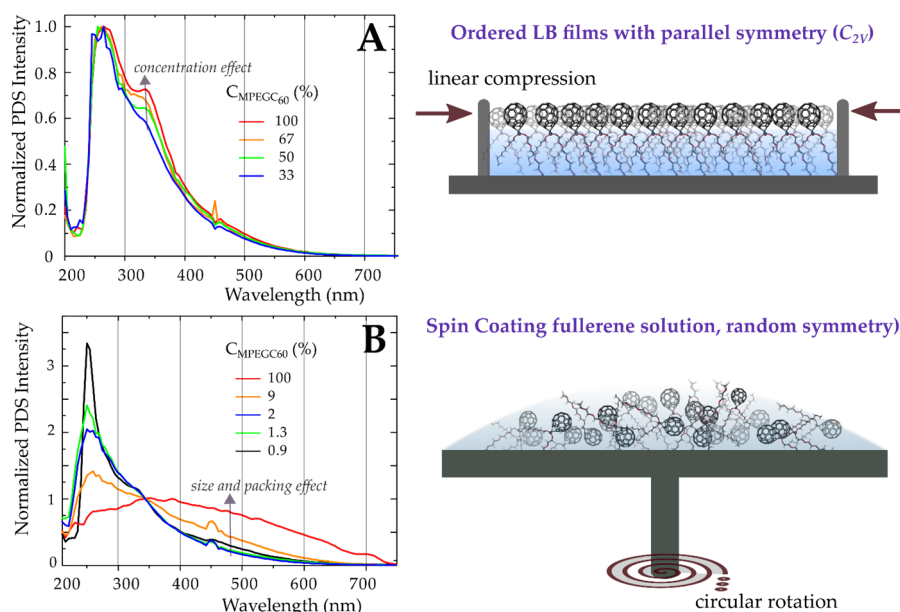 A
Normalized PDS Intensity
1.0
0.8
0.6
0.4
0.2
0
concentration effect
C_MPEGC60 (%)
100
67
50
33
200 300 400 500 600 700
Wavelength (nm)
Ordered LB films with parallel symmetry (C_2V)
linear compression
B
Normalized PDS Intensity
3
2
1
0
C_MPEGC60 (%)
100
9
2
1.3
0.9
size and packing effect
200 300 400 500 600 700
Wavelength (nm)
Spin Coating fullerene solution, random symmetry)
circular rotation